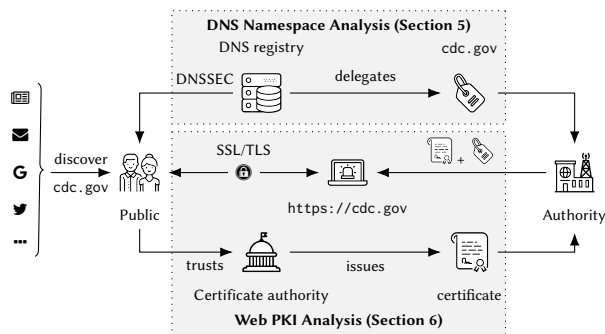 DNS Namespace Analysis (Section 5)
DNS registry
cdc.gov
DNSSEC
delegates
discover
cdc.gov
SSL/TLS
+
https://cdc.gov
Public
Authority
trusts
issues
Certificate authority
certificate
Web PKI Analysis (Section 6)